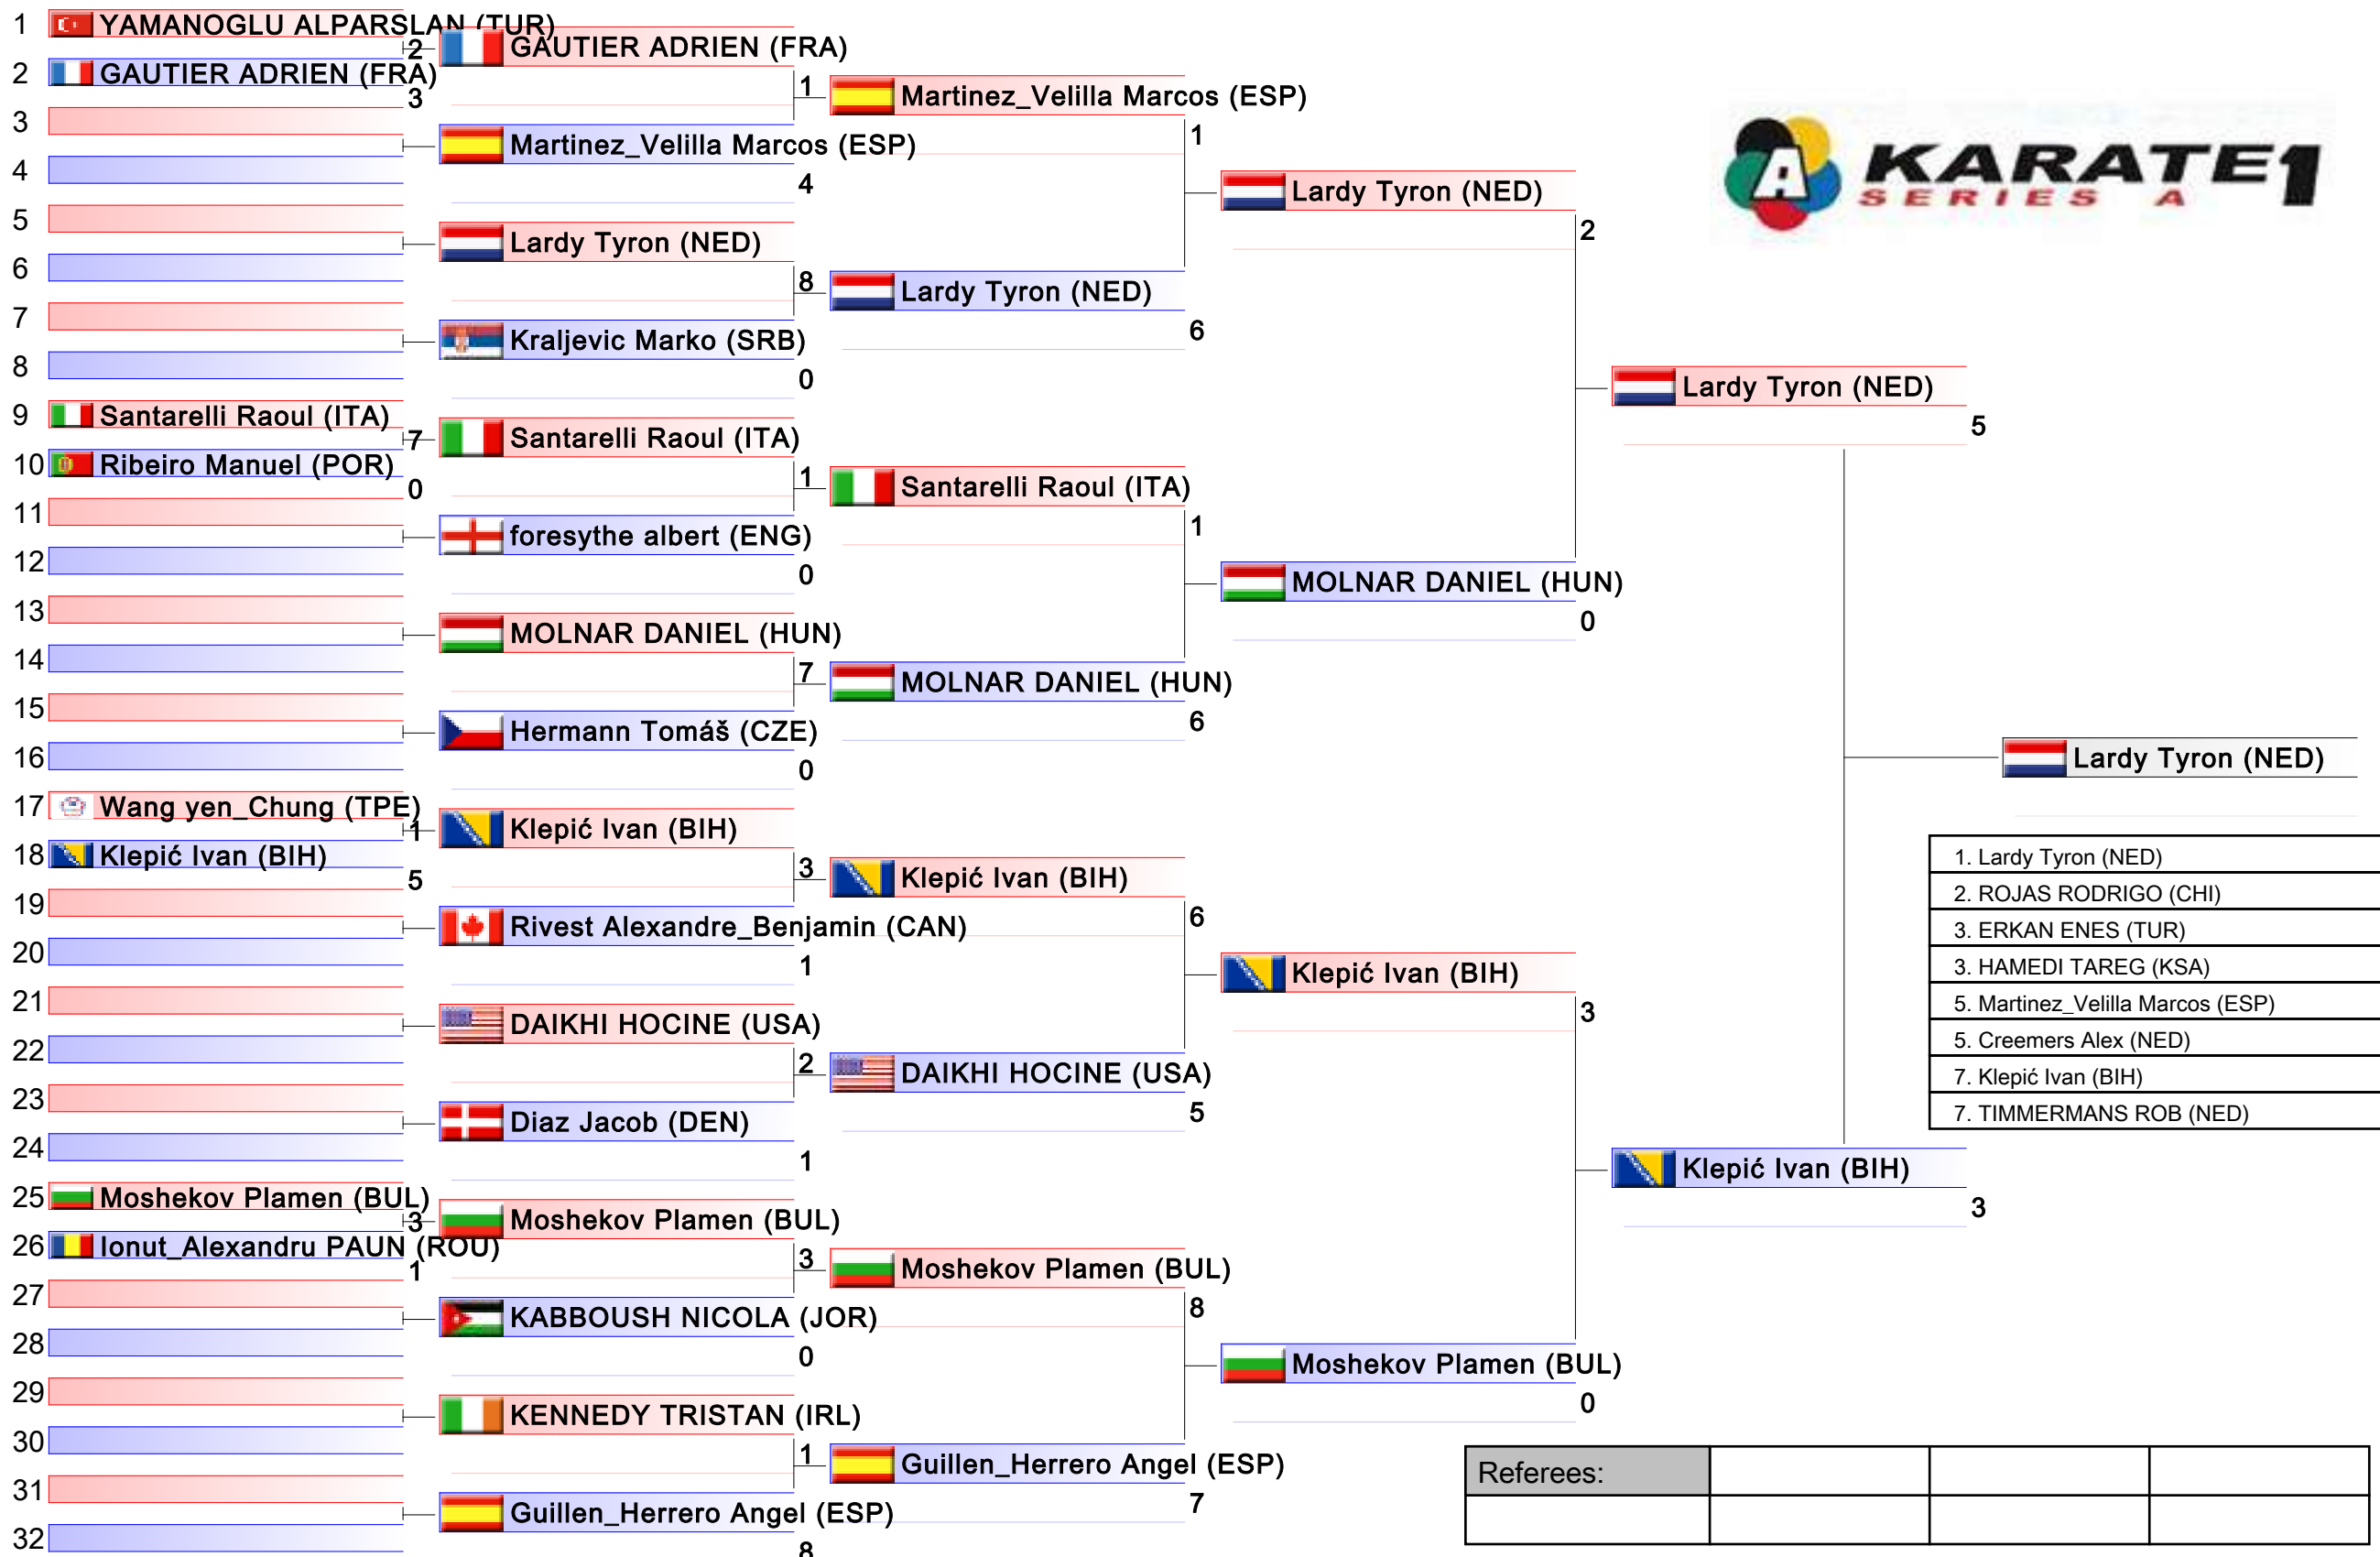 1 YAMANOGLU ALPARSLAN (TUR)
2
2 GAUTIER ADRIEN (FRA)
3
3
4
5
6
7
8
9 Santarelli Raoul (ITA)
7
10 Ribeiro Manuel (POR)
0
11
12
13
14
15
16
17 Wang yen_Chung (TPE)
1
18 Klepić Ivan (BIH)
5
19
20
21
22
23
24
25 Moshekov Plamen (BUL)
3
26 Ionut_Alexandru PAUN (ROU)
1
27
28
29
30
31
32
GAUTIER ADRIEN (FRA)
1
Martinez_Velilla Marcos (ESP)
4
Lardy Tyron (NED)
8
Kraljevic Marko (SRB)
0
Santarelli Raoul (ITA)
1
foresythe albert (ENG)
0
MOLNAR DANIEL (HUN)
7
Hermann Tomáš (CZE)
0
Klepić Ivan (BIH)
3
Rivest Alexandre_Benjamin (CAN)
1
DAIKHI HOCINE (USA)
2
Diaz Jacob (DEN)
1
Moshekov Plamen (BUL)
3
KABBOUSH NICOLA (JOR)
0
KENNEDY TRISTAN (IRL)
1
Guillen_Herrero Angel (ESP)
8
Martinez_Velilla Marcos (ESP)
1
Lardy Tyron (NED)
6
Santarelli Raoul (ITA)
1
MOLNAR DANIEL (HUN)
6
Klepić Ivan (BIH)
6
DAIKHI HOCINE (USA)
5
Moshekov Plamen (BUL)
8
Guillen_Herrero Angel (ESP)
7
Lardy Tyron (NED)
2
MOLNAR DANIEL (HUN)
0
Klepić Ivan (BIH)
3
Moshekov Plamen (BUL)
0
Lardy Tyron (NED)
5
Klepić Ivan (BIH)
3
A KARATE1
SERIES A
Lardy Tyron (NED)
1. Lardy Tyron (NED)
2. ROJAS RODRIGO (CHI)
3. ERKAN ENES (TUR)
3. HAMEDI TAREG (KSA)
5. Martinez_Velilla Marcos (ESP)
5. Creemers Alex (NED)
7. Klepić Ivan (BIH)
7. TIMMERMANS ROB (NED)
Referees: